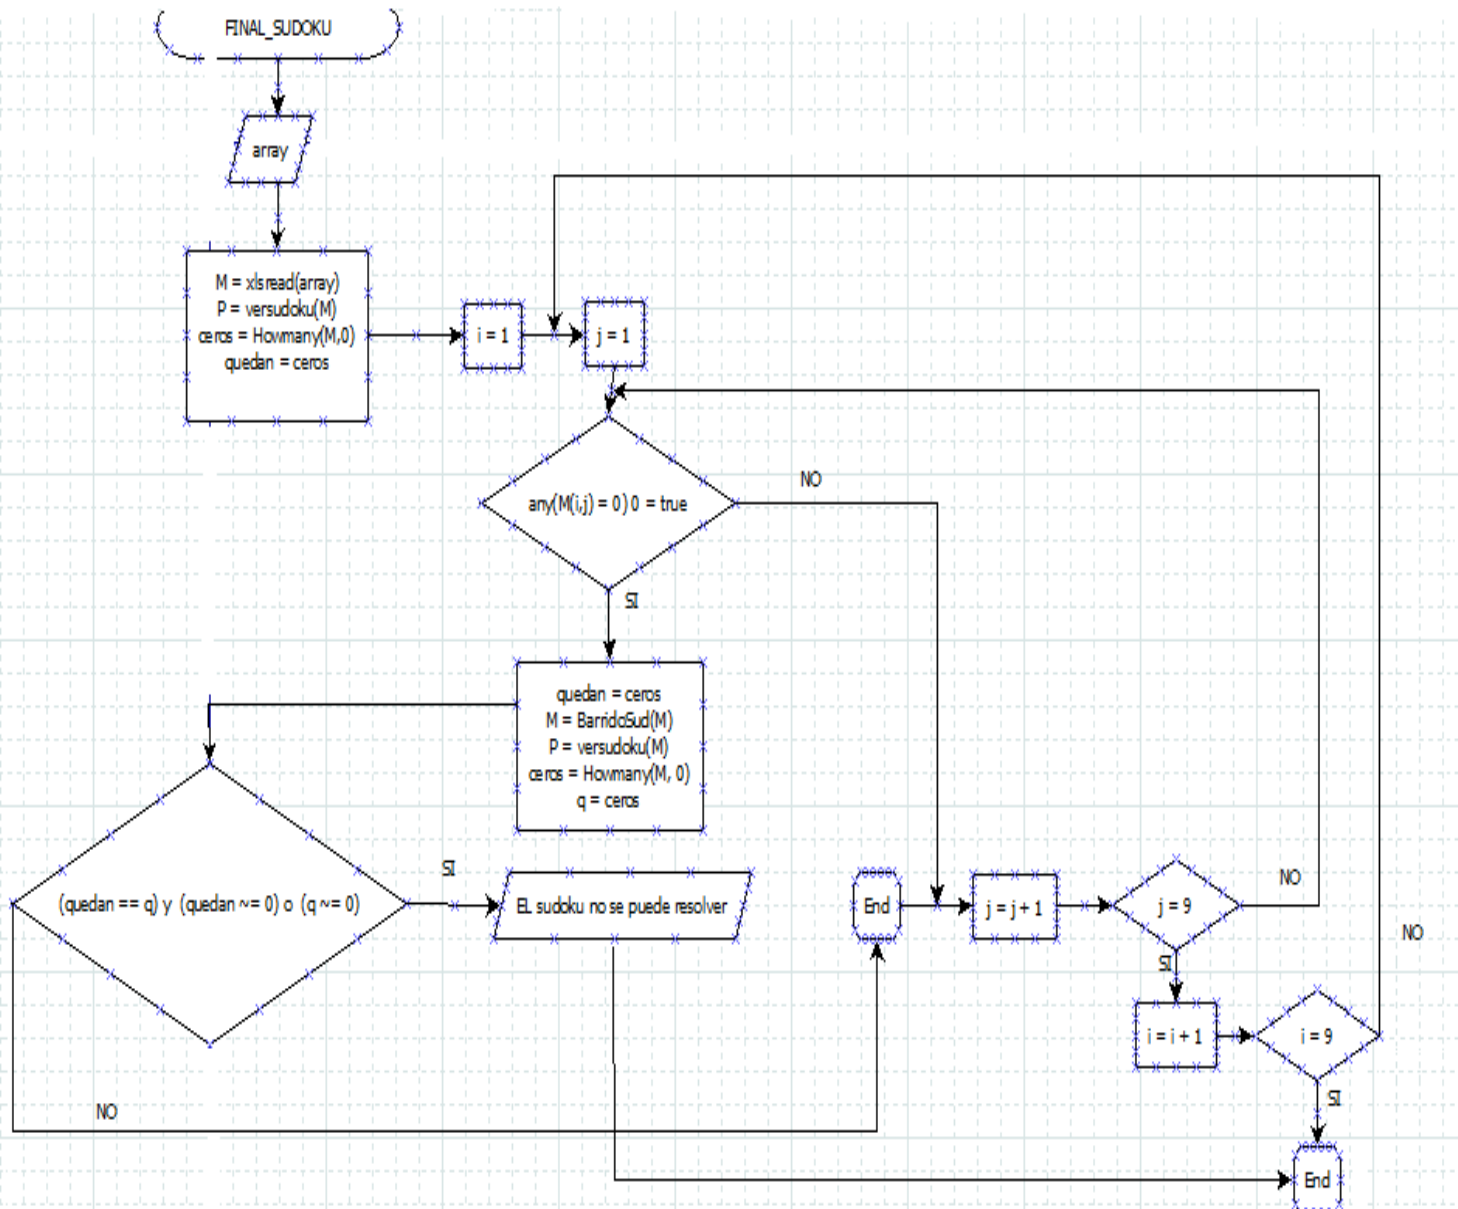 FINAL_SUDOKU
array
M = xlsread(array)
P = versudoku(M)
ceros = Howmany(M,0)
quedan = ceros
i = 1
j = 1
any(M(i,j) = 0) 0 = true
NO
SI
quedan = ceros
M = BarridoSud(M)
P = versudoku(M)
ceros = Howmany(M, 0)
q = ceros
(quedan == q) y (quedan ~= 0) o (q ~= 0)
SI
NO
EL sudoku no se puede resolver
End
j = j + 1
j = 9
NO
SI
i = i + 1
i = 9
NO
SI
End